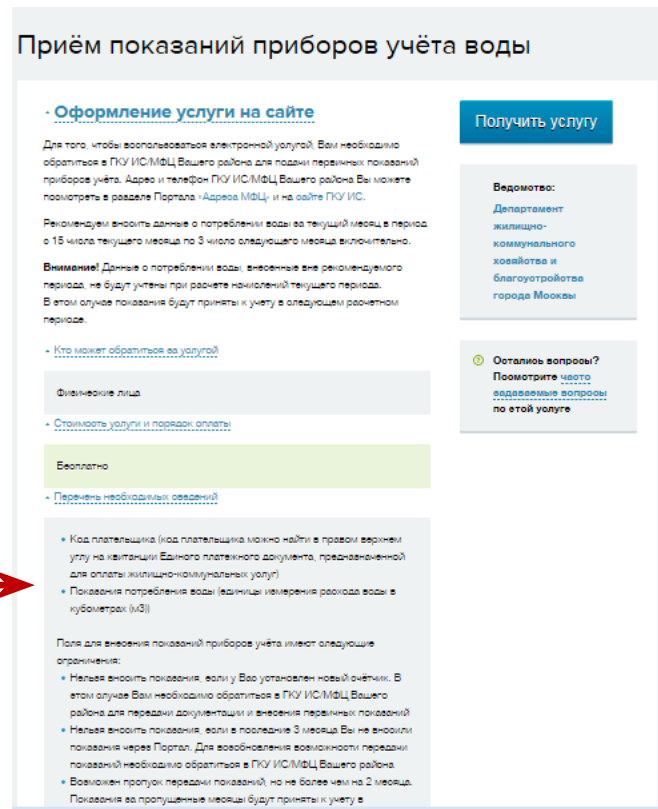 Приём показаний приборов учёта воды
Оформление услуги на сайте
Для того, чтобы воспользоваться электронной услугой, Вам необходимо
обратиться в ГКУ ИС/МФЦ Вашего района для подачи первичных показаний
приборов учёта. Адрес и телефон ГКУ ИС/МФЦ Вашего района Вы можете
посмотреть в разделе Портала «Адреса МФЦ» и на сайте ГКУ ИС.
Рекомендуем вносить данные о потреблении воды за текущий месяц в период
с 15 числа текущего месяца по 3 число следующего месяца включительно.
Внимание! Данные о потреблении воды, внесенные вне рекомендуемого
периода, не будут учтены при расчете начислений текущего периода.
В этом случае показания будут приняты к учету в следующем расчетном
периоде.
Кто может обратиться за услугой
Физические лица
Стоимость услуги и порядок оплаты
Бесплатно
Перечень необходимых сведений
• Код плательщика (код плательщика можно найти в правом верхнем
углу на квитанции Единого платежного документа, предназначенной
для оплаты жилищно-коммунальных услуг)
• Показания потребления воды (единицы измерения расхода воды в
кубометрах (м3))
Поля для внесения показаний приборов учёта имеют следующие
ограничения:
• Нельзя вносить показания, если у Вас установлен новый счётчик. В
этом случае Вам необходимо обратиться в ГКУ ИС/МФЦ Вашего
района для передачи документации и внесения первичных показаний
• Нельзя вносить показания, если в последние 3 месяца Вы не вносили
показания через Портал. Для возобновления возможности передачи
показаний необходимо обратиться в ГКУ ИС/МФЦ Вашего района
• Возможен пропуск передачи показаний, но не более чем на 2 месяца.
Показания за пропущенные месяцы будут приняты к учету в
Получить услугу
Ведомство:
Департамент
жилищно-
коммунального
хозяйства и
благоустройства
города Москвы
Остались вопросы?
Посмотрите часто
задаваемые вопросы
по этой услуге